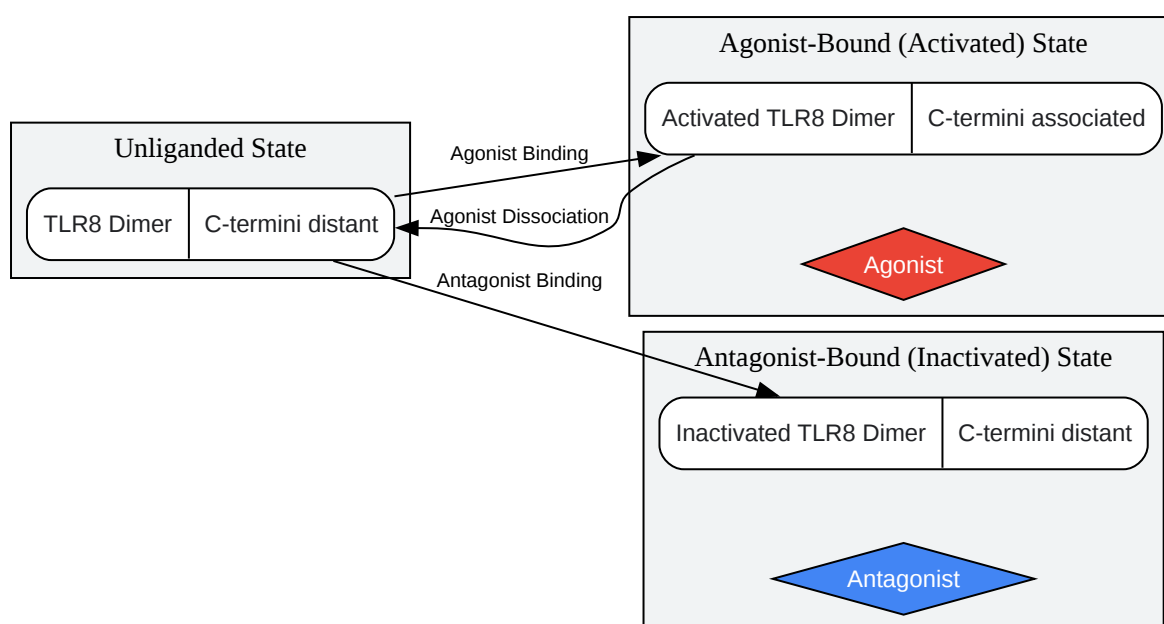 Unliganded State
TLR8 Dimer
C-termini distant
Agonist Binding
Agonist Dissociation
Antagonist Binding
Agonist-Bound (Activated) State
Activated TLR8 Dimer
C-termini associated
Agonist
Antagonist-Bound (Inactivated) State
Inactivated TLR8 Dimer
C-termini distant
Antagonist